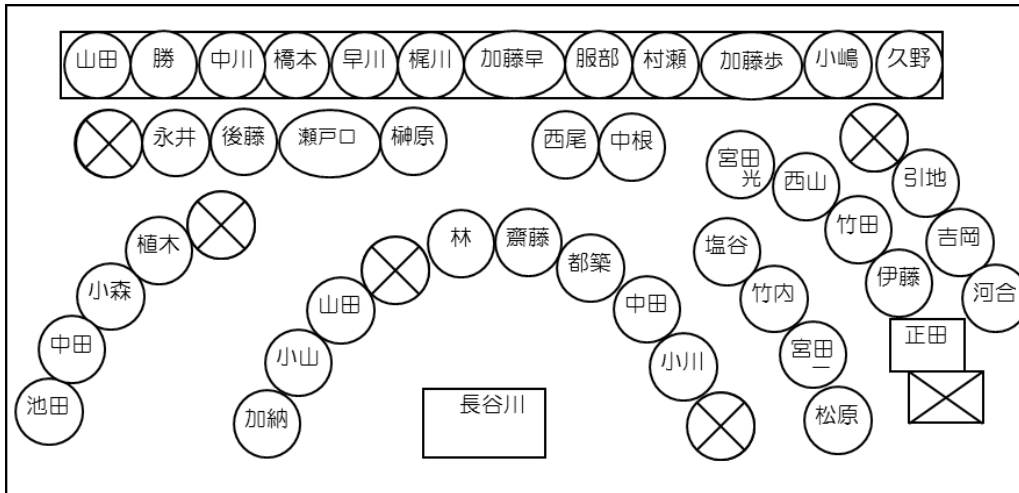 山田 勝 中川 橋本 早川 梶川 加藤早 服部 村瀬 加藤歩 小嶋 久野
永井 後藤 瀬戸口 榊原 西尾 中根
宮田光 西山 引地
植木 竹田 吉岡
小森 伊藤 河合
中田 正田
池田
林 齋藤 都築
山田 中田
小山 小川
加納
塩谷
竹内
宮田一
松原
長谷川